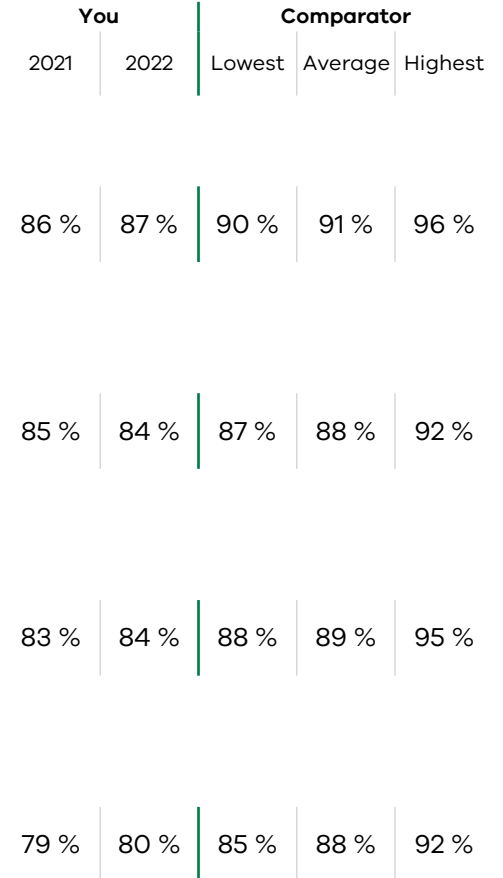 You Comparator
2021 2022 Lowest Average Highest
86 % 87 % 90 % 91 % 96 %
85 % 84 % 87 % 88 % 92 %
83 % 84 % 88 % 89 % 95 %
79 % 80 % 85 % 88 % 92 %